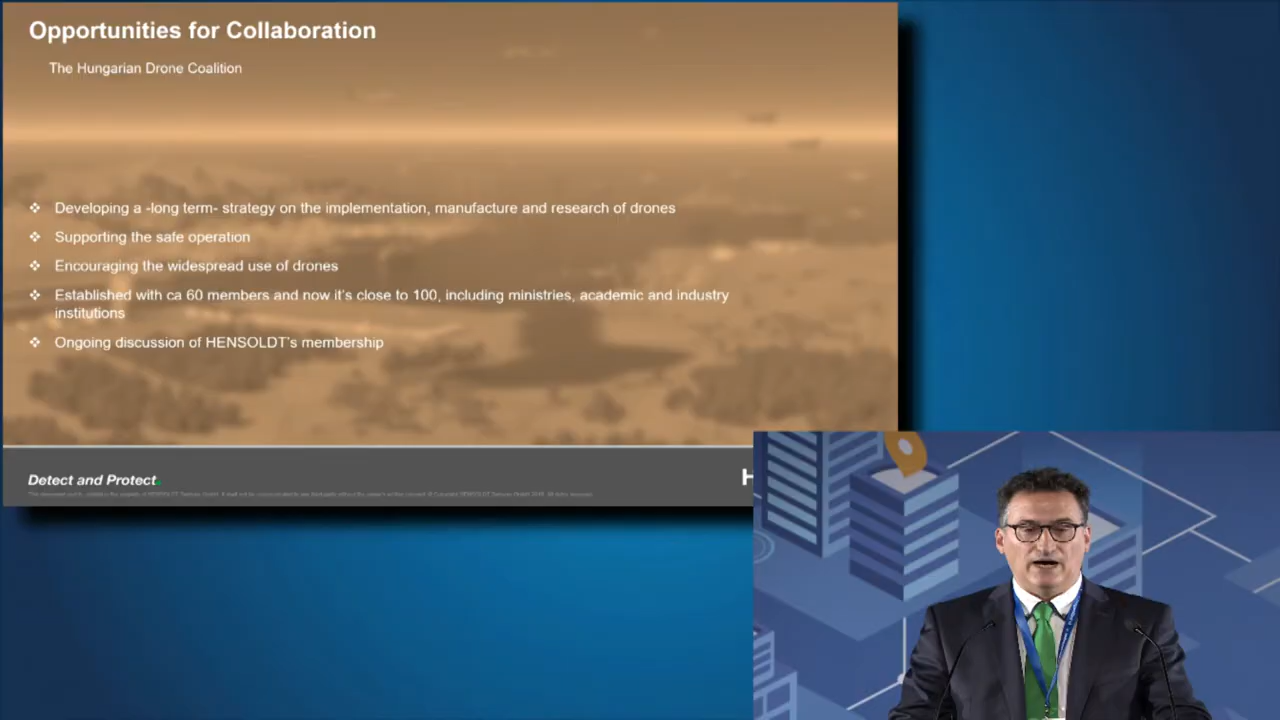 Opportunities for Collaboration
The Hungarian Drone Coalition
❖ Developing a -long term- strategy on the implementation, manufacture and research of drones
❖ Supporting the safe operation
❖ Encouraging the widespread use of drones
❖ Established with ca 60 members and now it's close to 100, including ministries, academic and industry
institutions
❖ Ongoing discussion of HENSOLDT's membership
Detect and Protect.
H